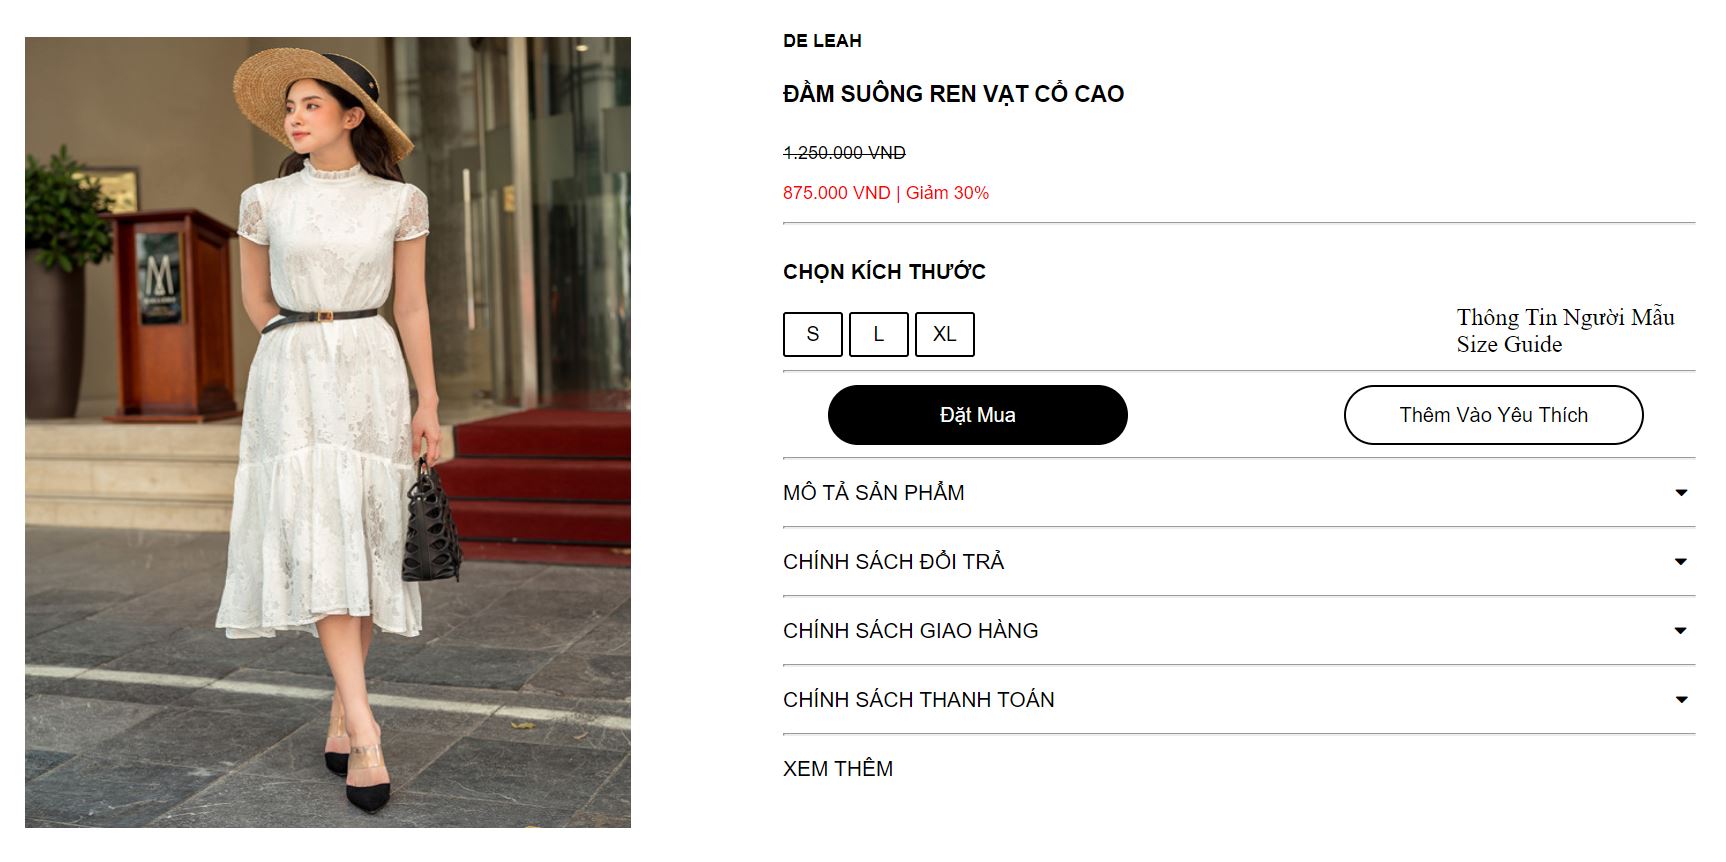 DE LEAH
ĐẦM SUÔNG REN VẠT CỔ CAO
1.250.000 VND
875.000 VND | Giảm 30%
CHỌN KÍCH THƯỚC
S L XL
Thông Tin Người Mẫu
Size Guide
Đặt Mua
Thêm Vào Yêu Thích
MÔ TẢ SẢN PHẨM
CHÍNH SÁCH ĐỔI TRẢ
CHÍNH SÁCH GIAO HÀNG
CHÍNH SÁCH THANH TOÁN
XEM THÊM